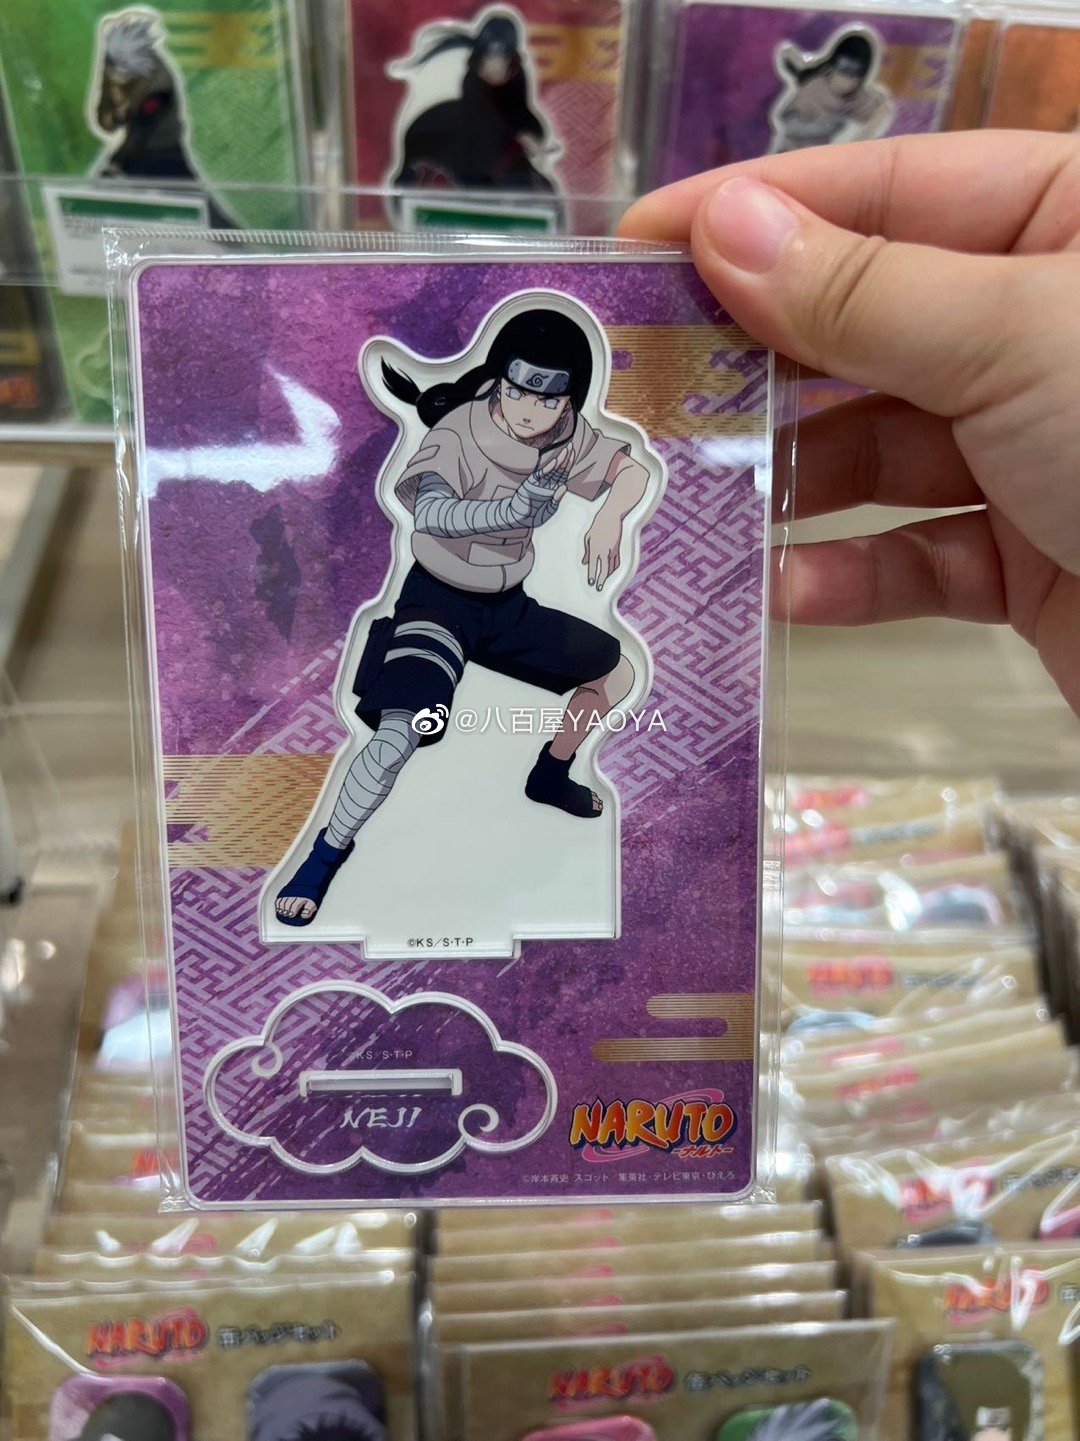 @八百屋YAOYA
©KS/S·T·P
KS/S·T·P
NEJI
NARUTO
-ナルト-
©岸本斉史 スコット/集英社・テレビ東京・ぴえろ
NARUTO
NARUTO 缶バッジセット
NARUTO 缶バッジセット
NARUTO